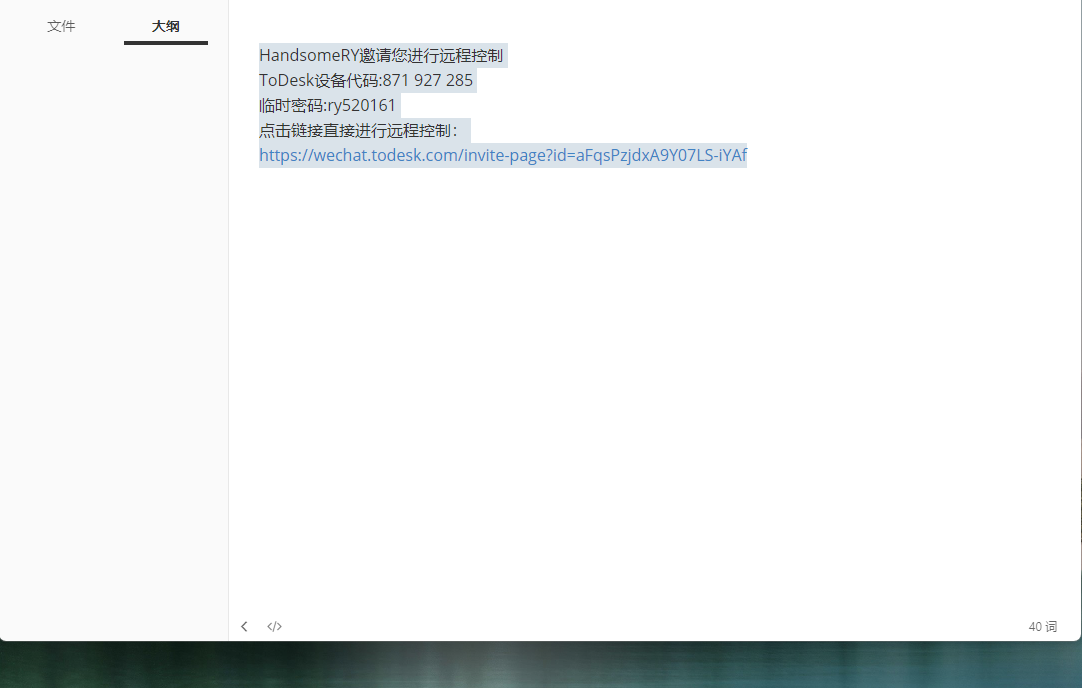 文件 大纲
HandsomeRY邀请您进行远程控制
ToDesk设备代码:871 927 285
临时密码:ry520161
点击链接直接进行远程控制：
https://wechat.todesk.com/invite-page?id=aFqsPzjdxA9Y07LS-iYAf
</> 40 词